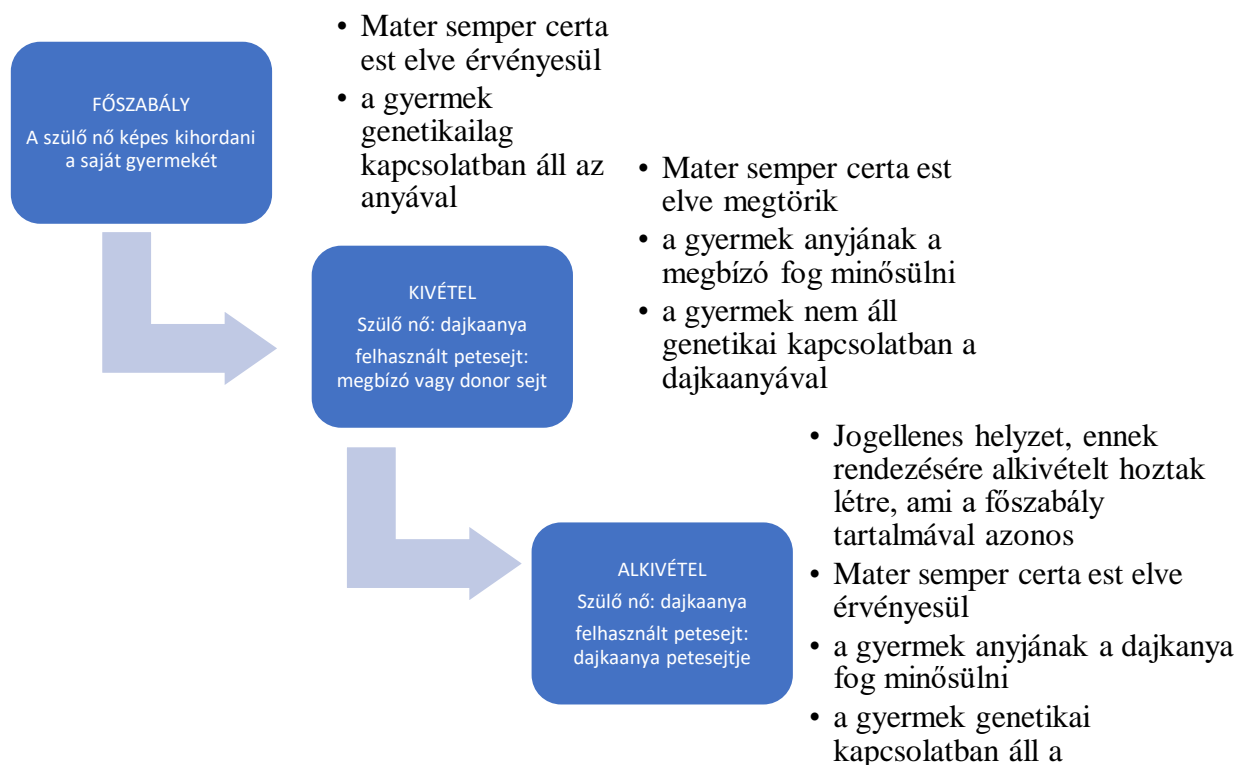 FŐSZABÁLY
A szülő nő képes kihordani
a saját gyermekét
• Mater semper certa
est elve érvényesül
• a gyermek
genetikailag
kapcsolatban áll az
anyával
KIVÉTEL
Szülő nő: dajkaanya
felhasznált petesejt:
megbízó vagy donor sejt
• Mater semper certa est
elve megtörik
• a gyermek anyjának a
megbízó fog minősülni
• a gyermek nem áll
genetikai kapcsolatban a
dajkaanyával
ALKIVÉTEL
Szülő nő: dajkaanya
felhasznált petesejt:
dajkaanya petesejtje
• Jogellenes helyzet, ennek
rendezésére alkivételt hoztak
létre, ami a főszabály
tartalmával azonos
• Mater semper certa est elve
érvényesül
• a gyermek anyjának a dajkanya
fog minősülni
• a gyermek genetikai
kapcsolatban áll a